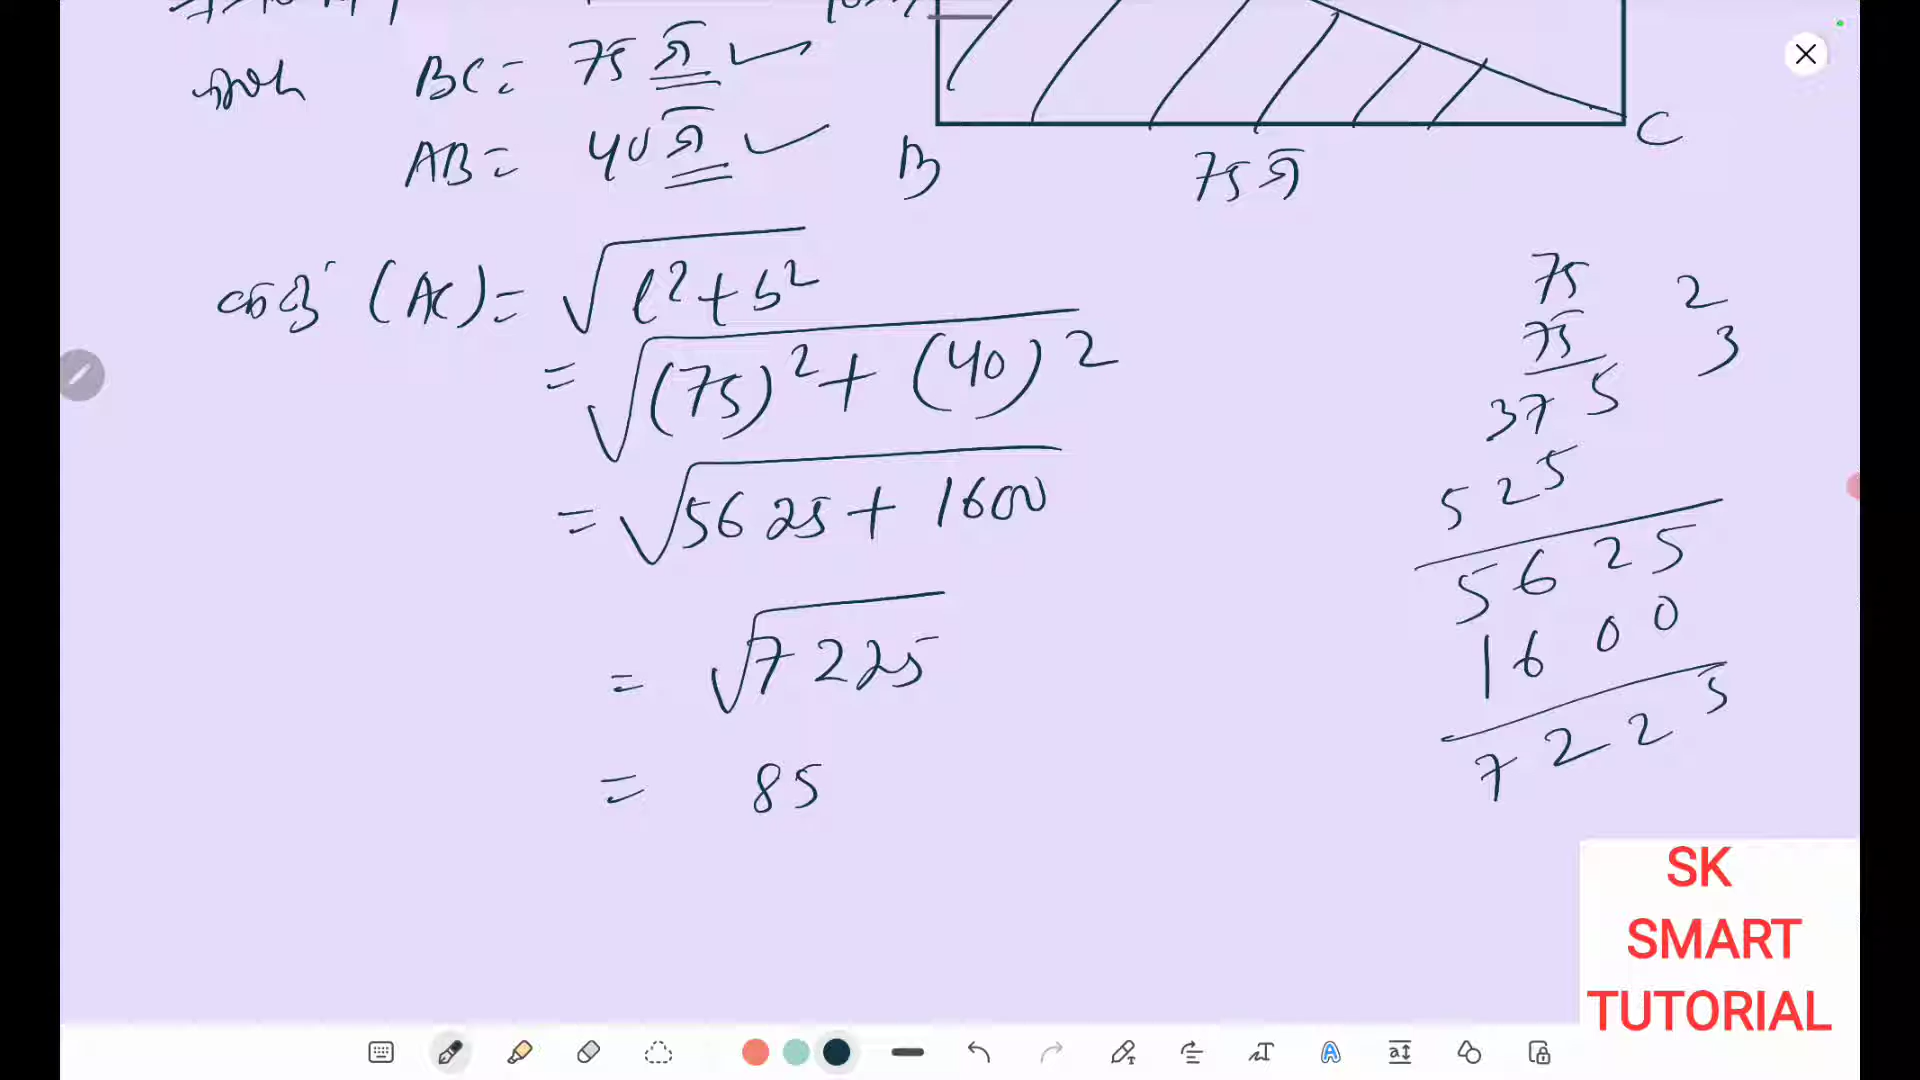 BC = 75 मी
AB = 40 मी
B
C
75 मी
कर्ण (AC) = √l²+b²
= √(75)²+(40)²
= √5625+1600
= √7225
= 85
75 2
75 3
375
525
5625
1600
7225
SK
SMART
TUTORIAL